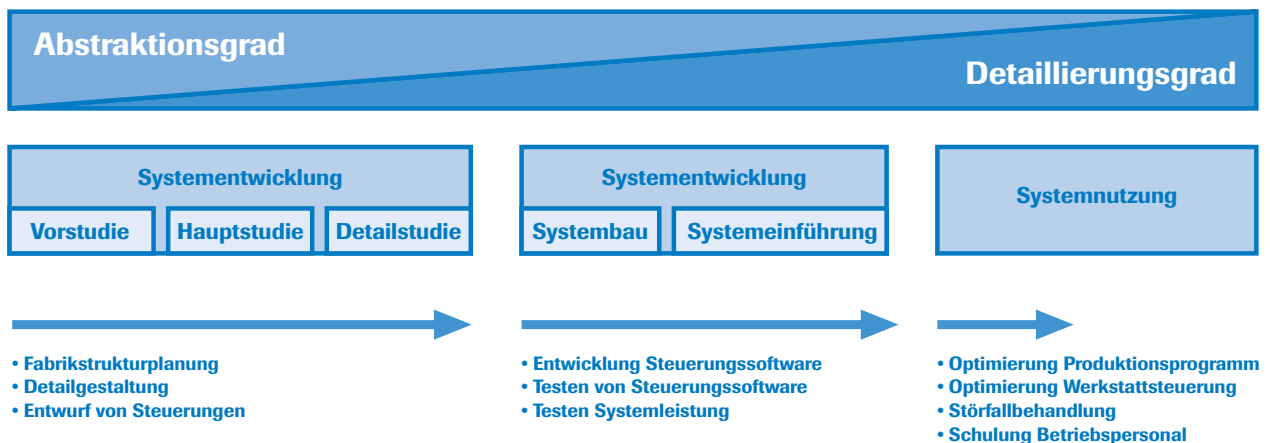 Abstraktionsgrad
Detaillierungsgrad
Systementwicklung
Vorstudie
Hauptstudie
Detailstudie
Systementwicklung
Systembau
Systemeinführung
Systemnutzung
• Fabrikstrukturplanung
• Detailgestaltung
• Entwurf von Steuerungen
• Entwicklung Steuerungssoftware
• Testen von Steuerungssoftware
• Testen Systemleistung
• Optimierung Produktionsprogramm
• Optimierung Werkstattsteuerung
• Störfallbehandlung
• Schulung Betriebspersonal